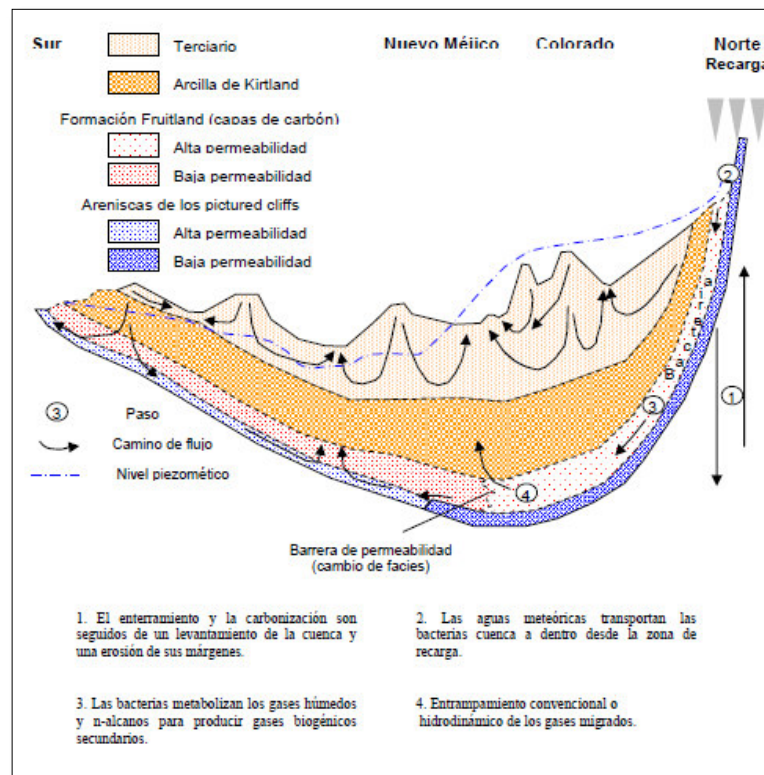 Sur Nuevo Méjico Colorado Norte
Recarga
Terciario
Arcilla de Kirtland
Formación Fruitland (capas de carbón)
Alta permeabilidad
Baja permeabilidad
Areniscas de los pictured cliffs
Alta permeabilidad
Baja permeabilidad
2
Bactria
1
3
3 Paso
Camino de flujo
Nivel piezomético
4
Barrera de permeabilidad
(cambio de facies)
1. El enterramiento y la carbonización son
seguidos de un levantamiento de la cuenca y
una erosión de sus márgenes.
2. Las aguas meteóricas transportan las
bacterias cuenca a dentro desde la zona de
recarga.
3. Las bacterias metabolizan los gases húmedos
y n-alcanos para producir gases biogénicos
secundarios.
4. Entrampamiento convencional o
hidrodinámico de los gases migrados.